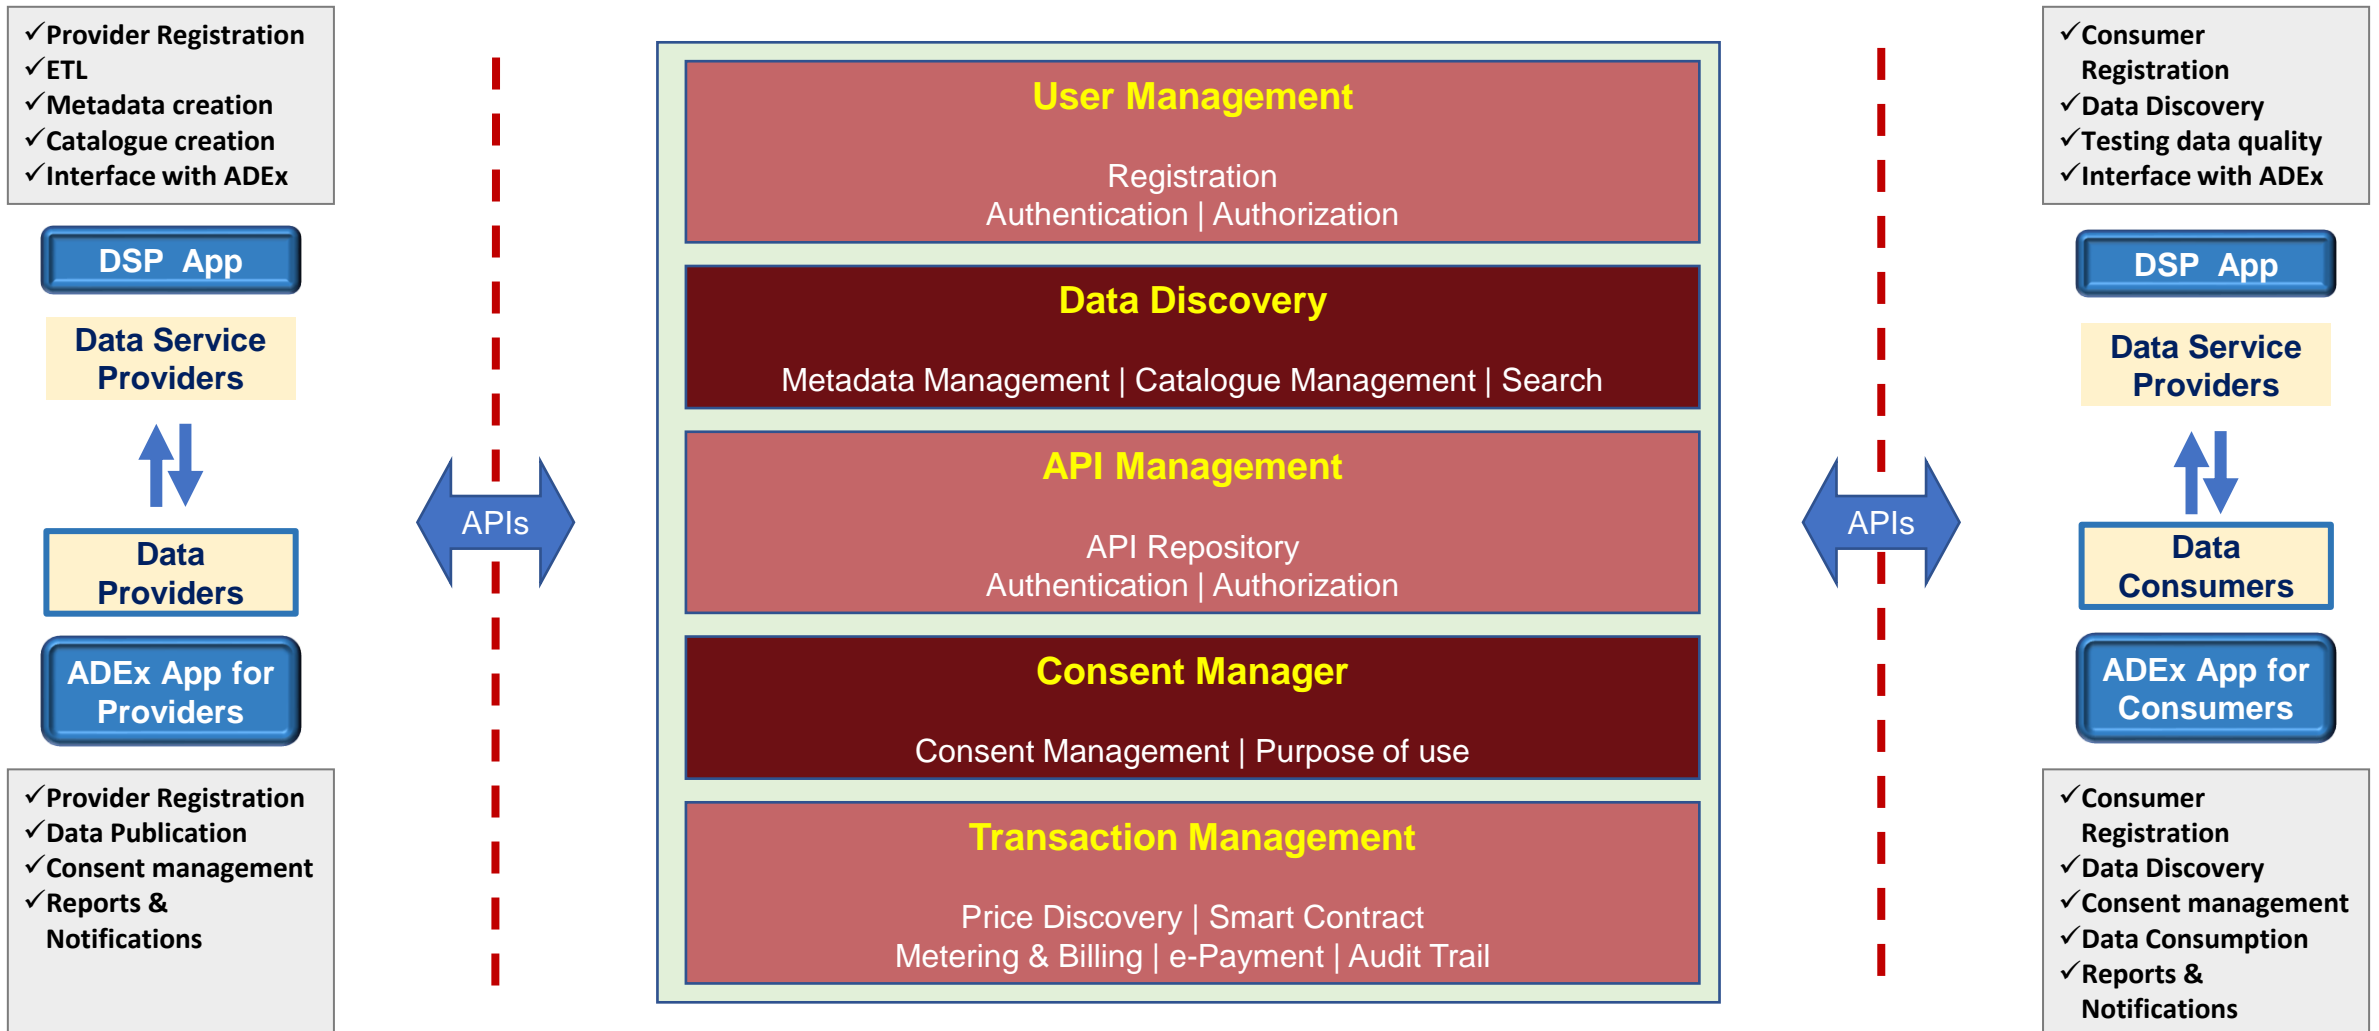 ✓Provider Registration
✓ETL
✓Metadata creation
✓Catalogue creation
✓Interface with ADEx
DSP App
Data Service
Providers
Data
Providers
ADEx App for
Providers
✓Provider Registration
✓Data Publication
✓Consent management
✓Reports &
Notifications
APIs
User Management
Registration
Authentication | Authorization
Data Discovery
Metadata Management | Catalogue Management | Search
API Management
API Repository
Authentication | Authorization
Consent Manager
Consent Management | Purpose of use
Transaction Management
Price Discovery | Smart Contract
Metering & Billing | e-Payment | Audit Trail
APIs
✓Consumer
Registration
✓Data Discovery
✓Testing data quality
✓Interface with ADEx
DSP App
Data Service
Providers
Data
Consumers
ADEx App for
Consumers
✓Consumer
Registration
✓Data Discovery
✓Consent management
✓Data Consumption
✓Reports &
Notifications